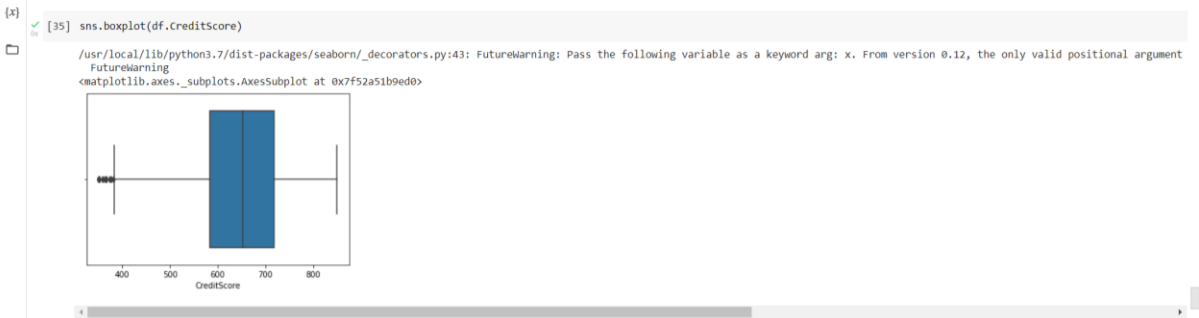 {x}
[35] sns.boxplot(df.CreditScore)
0s
/usr/local/lib/python3.7/dist-packages/seaborn/_decorators.py:43: FutureWarning: Pass the following variable as a keyword arg: x. From version 0.12, the only valid positional argument
FutureWarning
<matplotlib.axes._subplots.AxesSubplot at 0x7f52a51b9ed0>
400 500 600 700 800
CreditScore